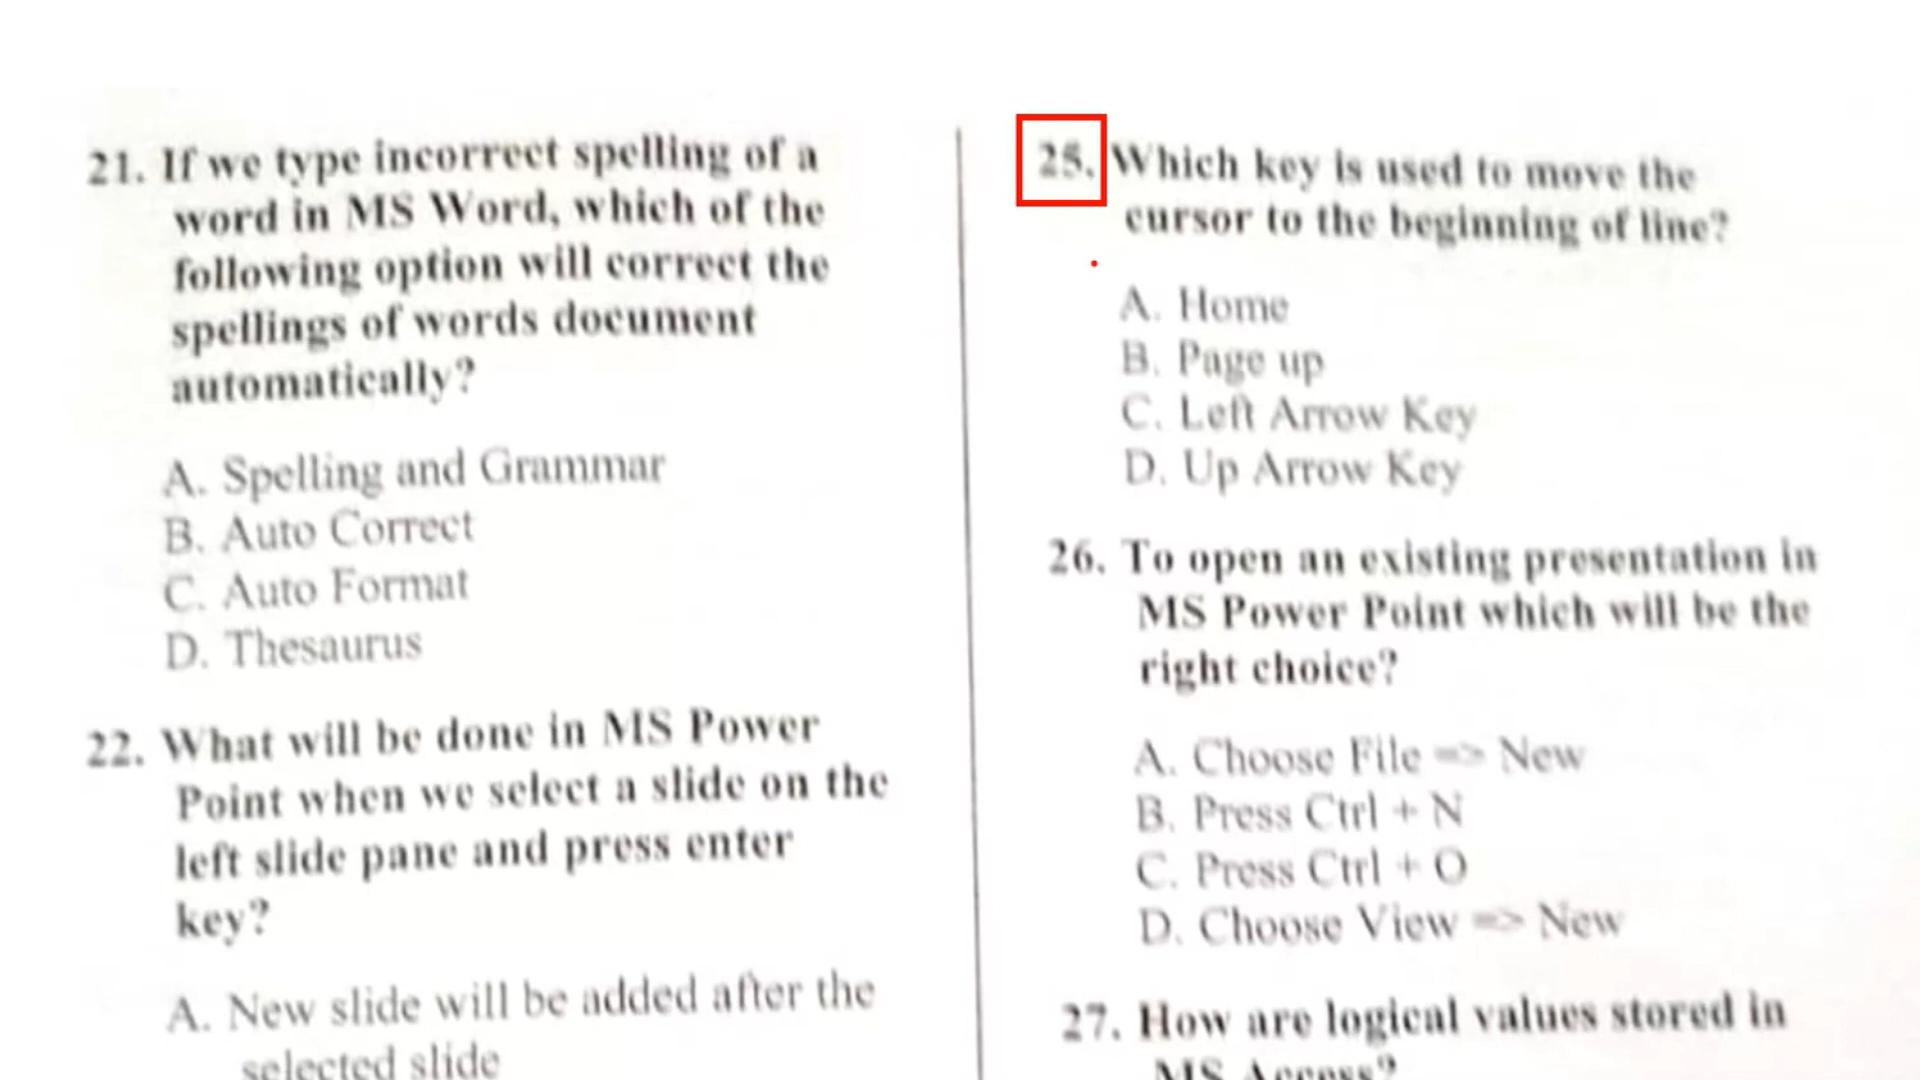 21. If we type incorrect spelling of a
word in MS Word, which of the
following option will correct the
spellings of words document
automatically?
A. Spelling and Grammar
B. Auto Correct
C. Auto Format
D. Thesaurus
22. What will be done in MS Power
Point when we select a slide on the
left slide pane and press enter
key?
A. New slide will be added after the
selected slide
25. Which key is used to move the
cursor to the beginning of line?
A. Home
B. Page up
C. Left Arrow Key
D. Up Arrow Key
26. To open an existing presentation in
MS Power Point which will be the
right choice?
A. Choose File => New
B. Press Ctrl + N
C. Press Ctrl + O
D. Choose View => New
27. How are logical values stored in
MS Access?